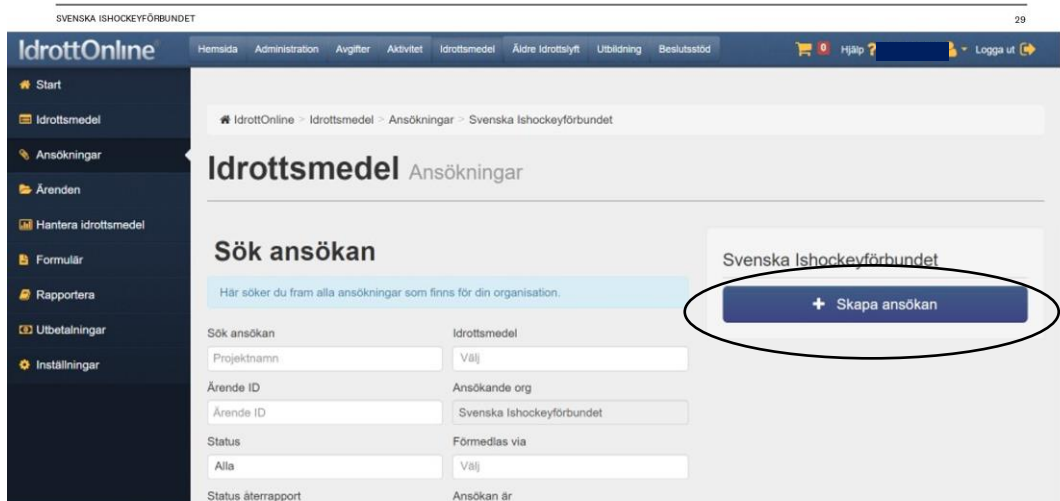 SVENSKA ISHOCKEYFÖRBUNDET 29
IdrottOnline
Hemsida Administration Avgifter Aktivitet Idrottsmedel Äldre Idrottslyft Utbildning Beslutsstöd 0 Hjälp ? Logga ut
Start
Idrottsmedel
Ansökningar
Ärenden
Hantera idrottsmedel
Formulär
Rapportera
Utbetalningar
Inställningar
IdrottOnline > Idrottsmedel > Ansökningar > Svenska Ishockeyförbundet
Idrottsmedel Ansökningar
Sök ansökan
Här söker du fram alla ansökningar som finns för din organisation.
Sök ansökan Idrottsmedel
Projektnamn Välj
Ärende ID Ansökande org
Ärende ID Svenska Ishockeyförbundet
Status Förmedlas via
Alla Välj
Status återrapport Ansökan år
Svenska Ishockeyförbundet
+ Skapa ansökan